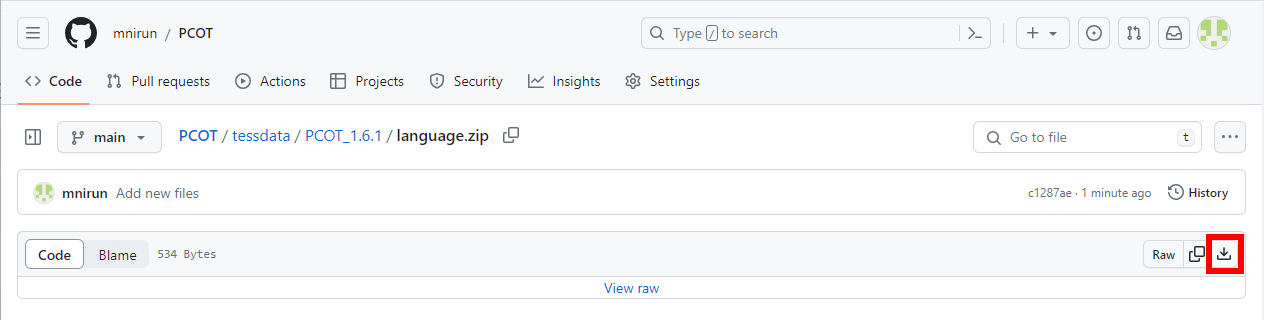 mnirun / PCOT Type / to search
Code Pull requests Actions Projects Security Insights Settings
main PCOT / tessdata / PCOT_1.6.1 / language.zip Go to file t
mnirun Add new files c1287ae · 1 minute ago History
Code Blame 534 Bytes Raw
View raw